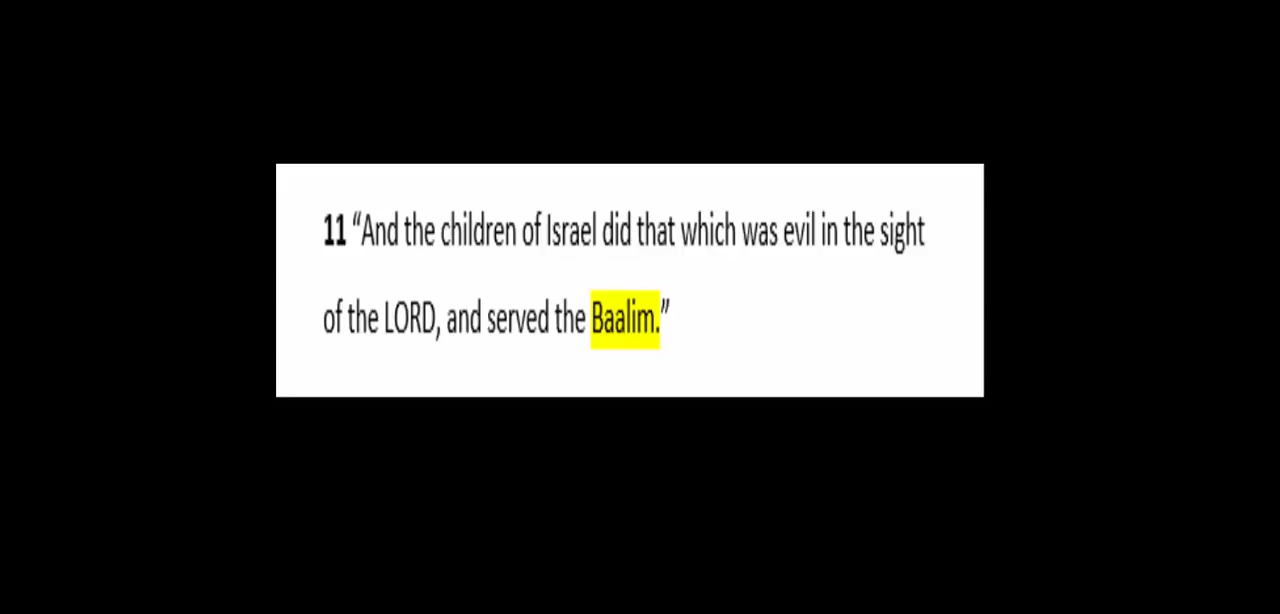 11 “And the children of Israel did that which was evil in the sight
of the LORD, and served the Baalim.”